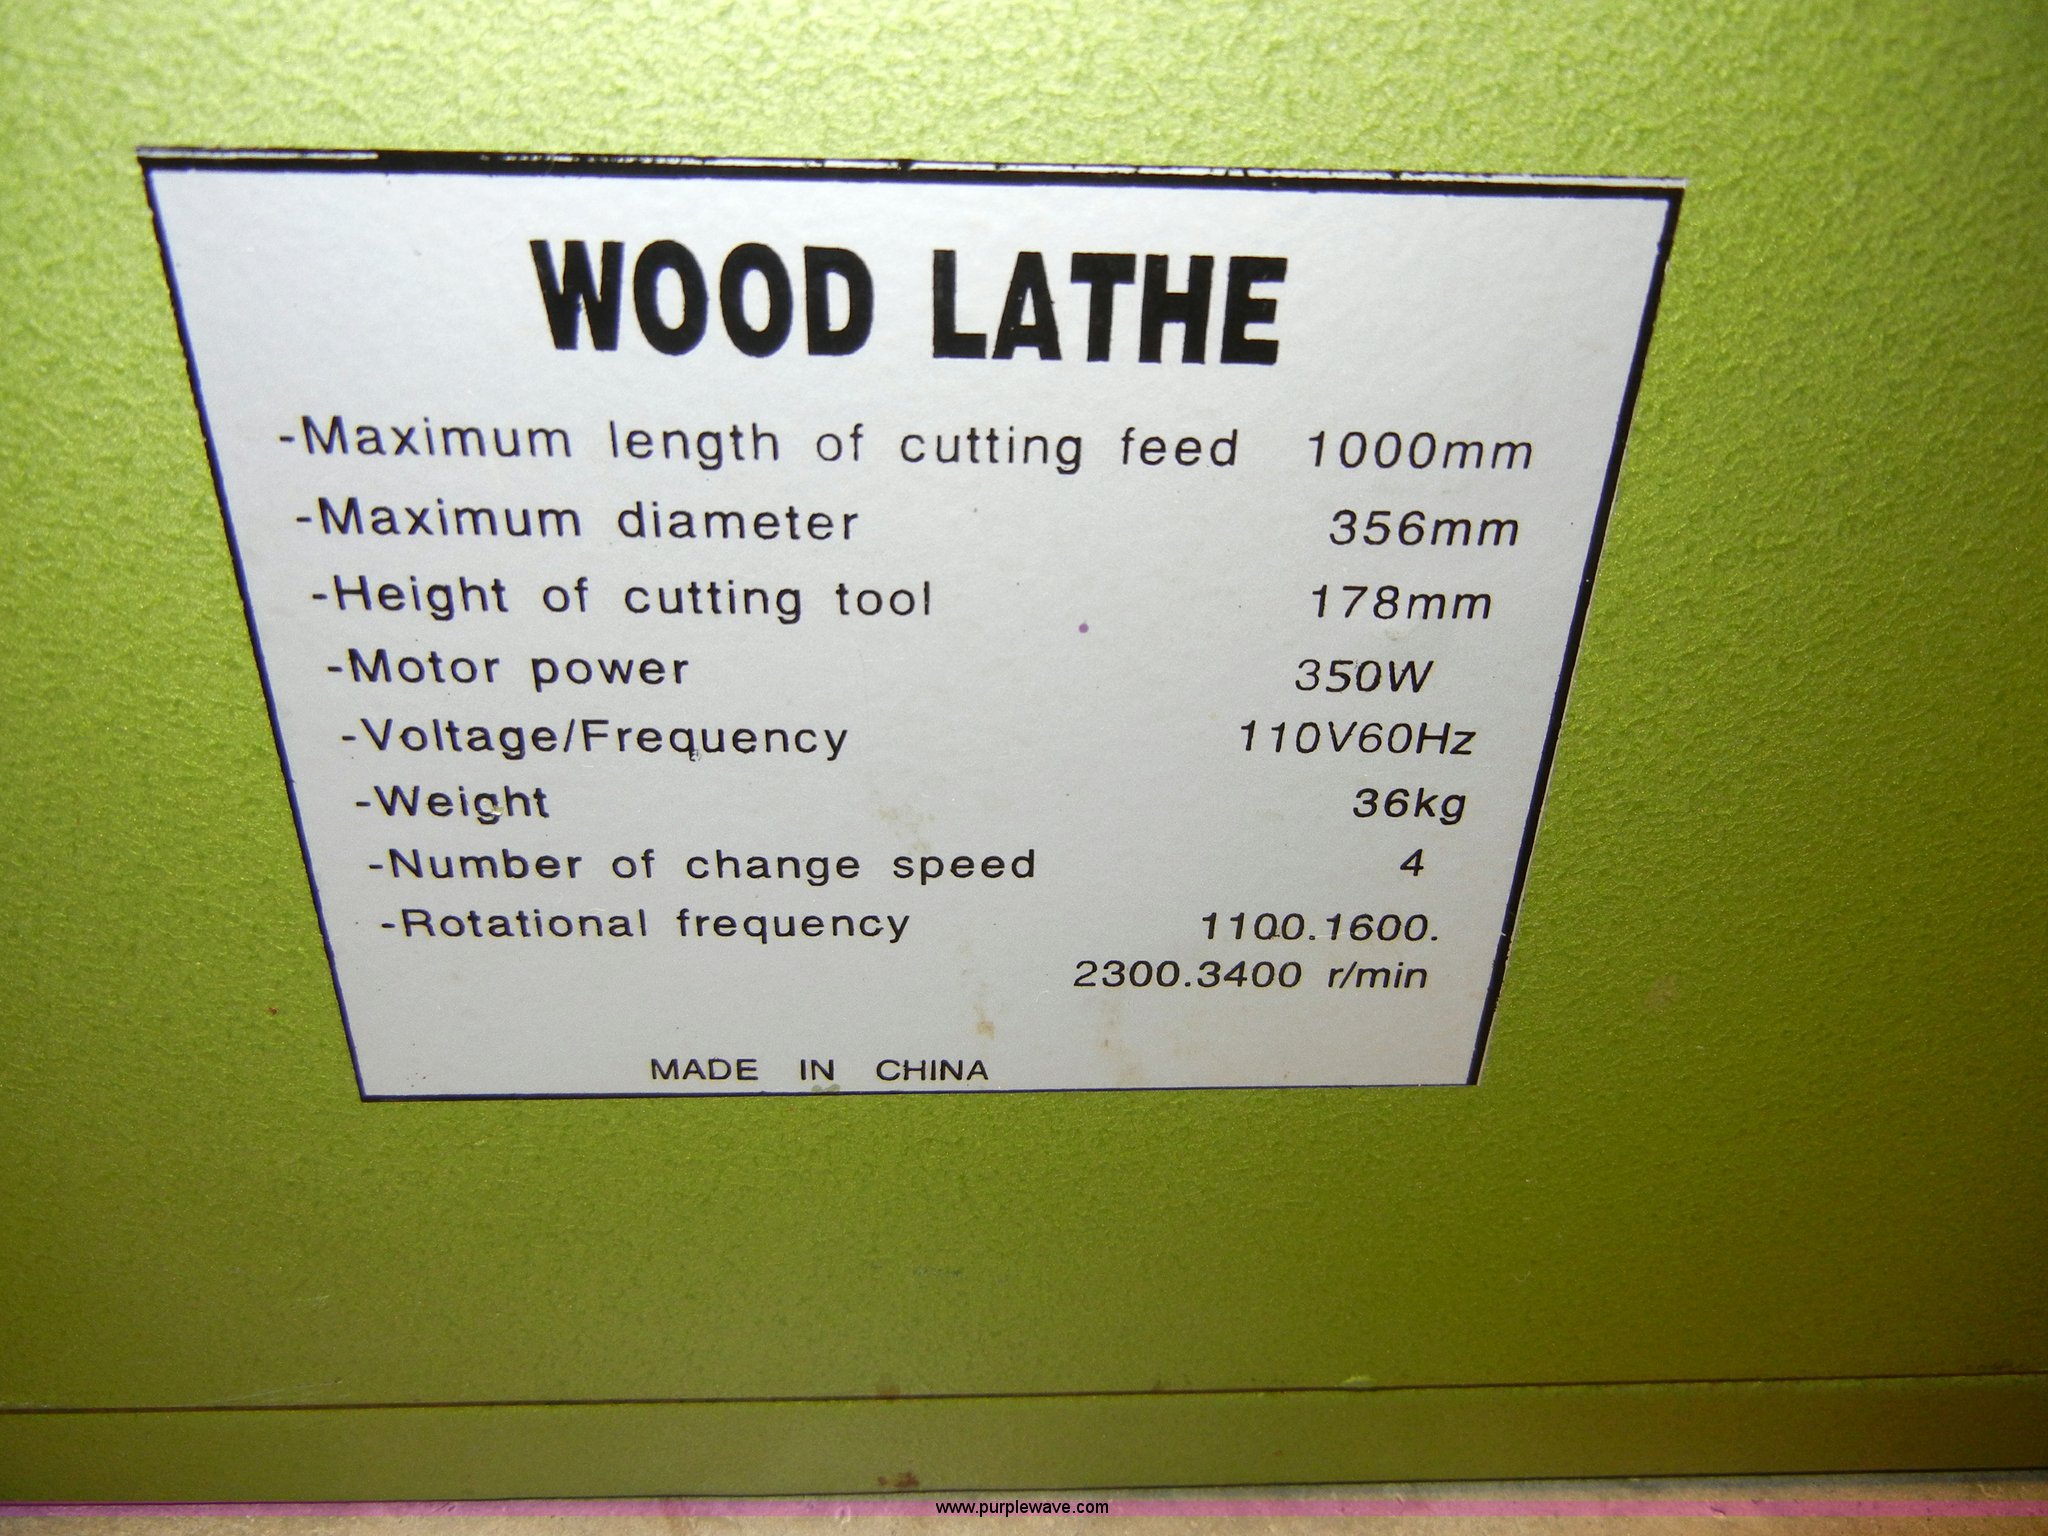 WOOD LATHE
-Maximum length of cutting feed 1000mm
-Maximum diameter 356mm
-Height of cutting tool 178mm
-Motor power 350W
-Voltage/Frequency 110V60Hz
-Weight 36kg
-Number of change speed 4
-Rotational frequency 1100.1600.
2300.3400 r/min
MADE IN CHINA
www.purplewave.com